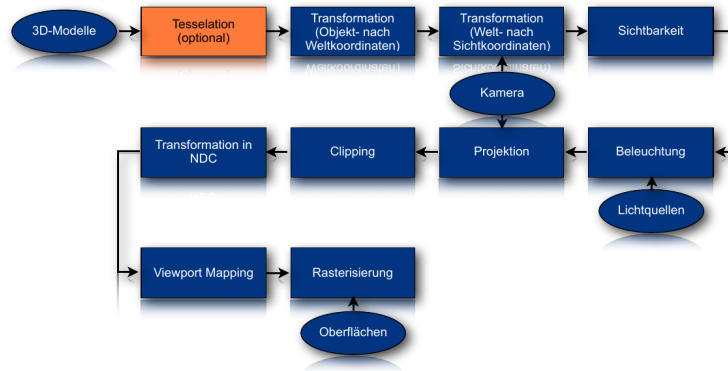 3D-Modelle
Tesselation
(optional)
Transformation
(Objekt- nach
Weltkoordinaten)
Transformation
(Welt- nach
Sichtkoordinaten)
Sichtbarkeit
Kamera
Transformation in
NDC
Clipping
Projektion
Beleuchtung
Lichtquellen
Viewport Mapping
Rasterisierung
Oberflächen